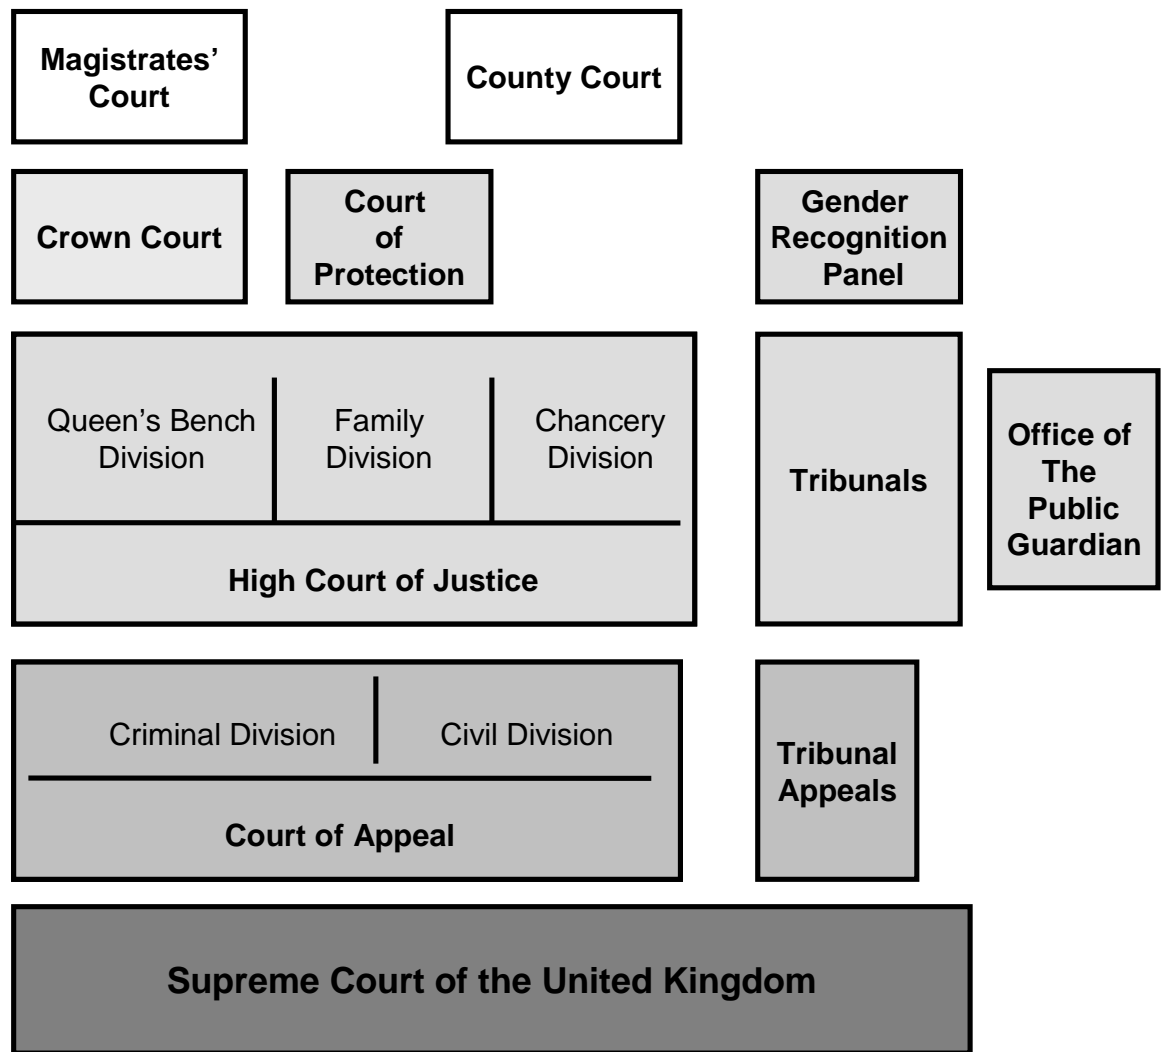 Magistrates’
Court
County Court
Crown Court
Court
of
Protection
Gender
Recognition
Panel
Queen’s Bench
Division
Family
Division
Chancery
Division
High Court of Justice
Tribunals
Office of
The
Public
Guardian
Criminal Division
Civil Division
Court of Appeal
Tribunal
Appeals
Supreme Court of the United Kingdom